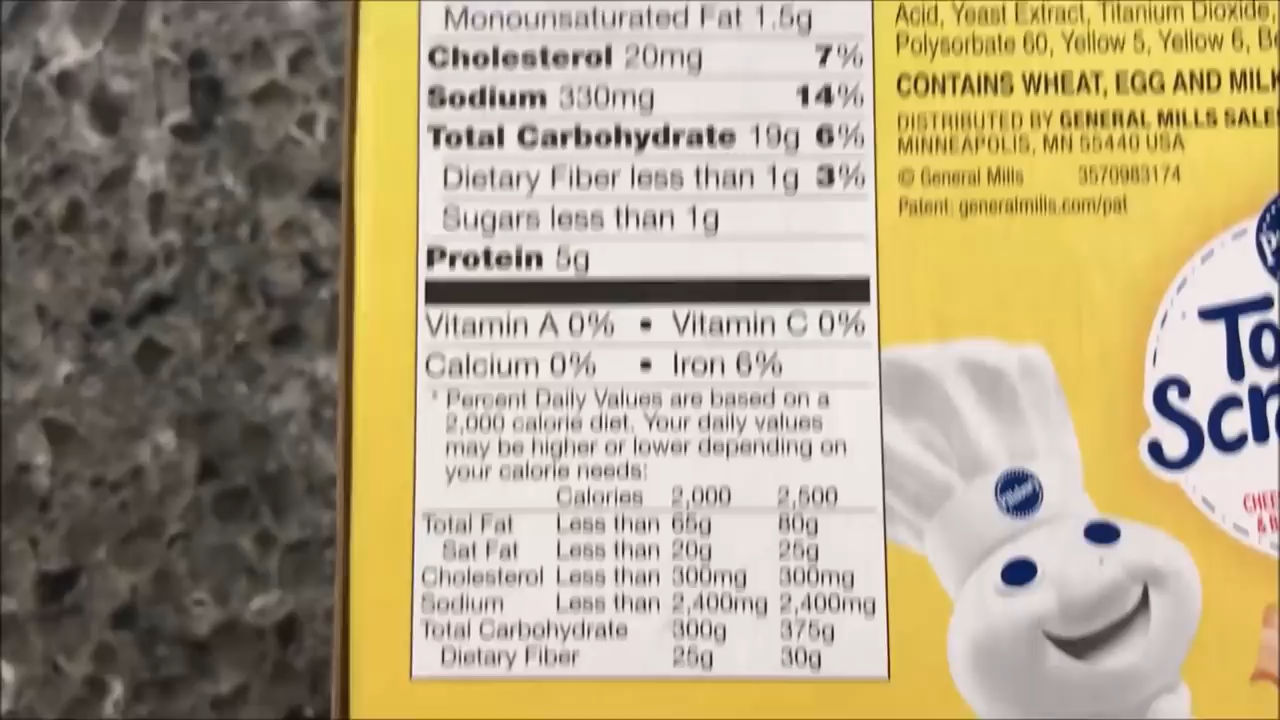 Monounsaturated Fat 1.5g
Cholesterol 20mg 7%
Sodium 330mg 14%
Total Carbohydrate 19g 6%
Dietary Fiber less than 1g 3%
Sugars less than 1g
Protein 5g
Vitamin A 0% • Vitamin C 0%
Calcium 0% • Iron 6%
* Percent Daily Values are based on a
2,000 calorie diet. Your daily values
may be higher or lower depending on
your calorie needs:
Calories 2,000 2,500
Total Fat Less than 65g 80g
Sat Fat Less than 20g 25g
Cholesterol Less than 300mg 300mg
Sodium Less than 2,400mg 2,400mg
Total Carbohydrate 300g 375g
Dietary Fiber 25g 30g
Acid, Yeast Extract, Titanium Dioxide,
Polysorbate 60, Yellow 5, Yellow 6, Be
CONTAINS WHEAT, EGG AND MILK
DISTRIBUTED BY GENERAL MILLS SALES
MINNEAPOLIS, MN 55440 USA
© General Mills 3570983174
Patent: generalmills.com/pat
To
Scr
CHEE
& B
Pillsbury